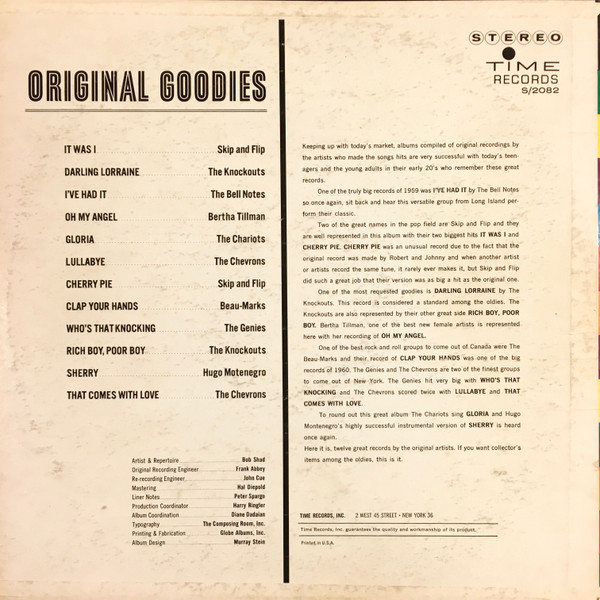 STEREO
TIME
RECORDS
S/2082
ORIGINAL GOODIES
IT WAS I Skip and Flip
DARLING LORRAINE The Knockouts
I'VE HAD IT The Bell Notes
OH MY ANGEL Bertha Tillman
GLORIA The Chariots
LULLABYE The Chevrons
CHERRY PIE Skip and Flip
CLAP YOUR HANDS Beau-Marks
WHO'S THAT KNOCKING The Genies
RICH BOY, POOR BOY The Knockouts
SHERRY Hugo Motenegro
THAT COMES WITH LOVE The Chevrons
Artist & Repertoire Bob Shad
Original Recording Engineer Frank Abbey
Re-recording Engineer John Cue
Mastering Hal Diepold
Liner Notes Peter Spargo
Production Coordinator Harry Ringler
Album Coordination Diane Dadaian
Typography The Composing Room, Inc.
Printing & Fabrication Globe Albums, Inc.
Album Design Murray Stein
Keeping up with today's market, albums compiled of original recordings by
the artists who made the songs hits are very successful with today's teen-
agers and the young adults in their early 20's who remember these great
records.
One of the truly big records of 1959 was I'VE HAD IT by The Bell Notes
so once again, sit back and hear this versatile group from Long Island per-
form their classic.
Two of the great names in the pop field are Skip and Flip and they
are well represented in this album with their two biggest hits IT WAS I and
CHERRY PIE. CHERRY PIE was an unusual record due to the fact that the
original record was made by Robert and Johnny and when another artist
or artists record the same tune, it rarely ever makes it, but Skip and Flip
did such a great job that their version was as big a hit as the original one.
One of the most requested goodies is DARLING LORRAINE by The
Knockouts. This record is considered a standard among the oldies. The
Knockouts are also represented by their other great side RICH BOY, POOR
BOY. Bertha Tillman, one of the best new female artists is represented
here with her recording of OH MY ANGEL.
One of the best rock and roll groups to come out of Canada were The
Beau-Marks and their record of CLAP YOUR HANDS was one of the big
records of 1960. The Genies and The Chevrons are two of the finest groups
to come out of New York. The Genies hit very big with WHO'S THAT
KNOCKING and The Chevrons scored twice with LULLABYE and THAT
COMES WITH LOVE.
To round out this great album The Chariots sing GLORIA and Hugo
Montenegro's highly successful instrumental version of SHERRY is heard
once again.
Here it is, twelve great records by the original artists. If you want collector's
items among the oldies, this is it.
TIME RECORDS, INC. 2 WEST 45 STREET • NEW YORK 36
Time Records, Inc. guarantees the quality and workmanship of its product.
Printed in U.S.A.